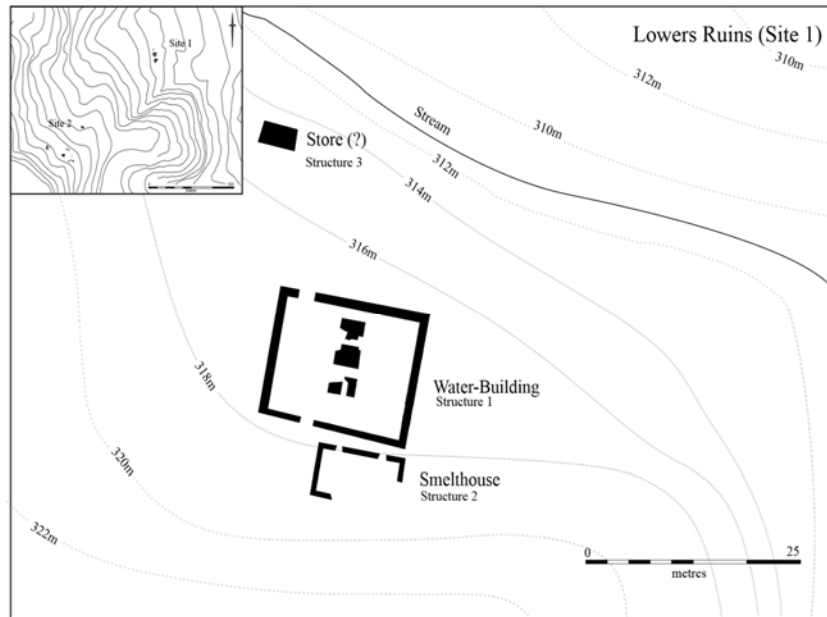 Lowers Ruins (Site 1)
Site 1
Site 2
310m
312m
310m
Stream
Store (?)
Structure 3
312m
314m
316m
318m
Water-Building
Structure 1
320m
Smelthouse
Structure 2
322m
0
25
metres